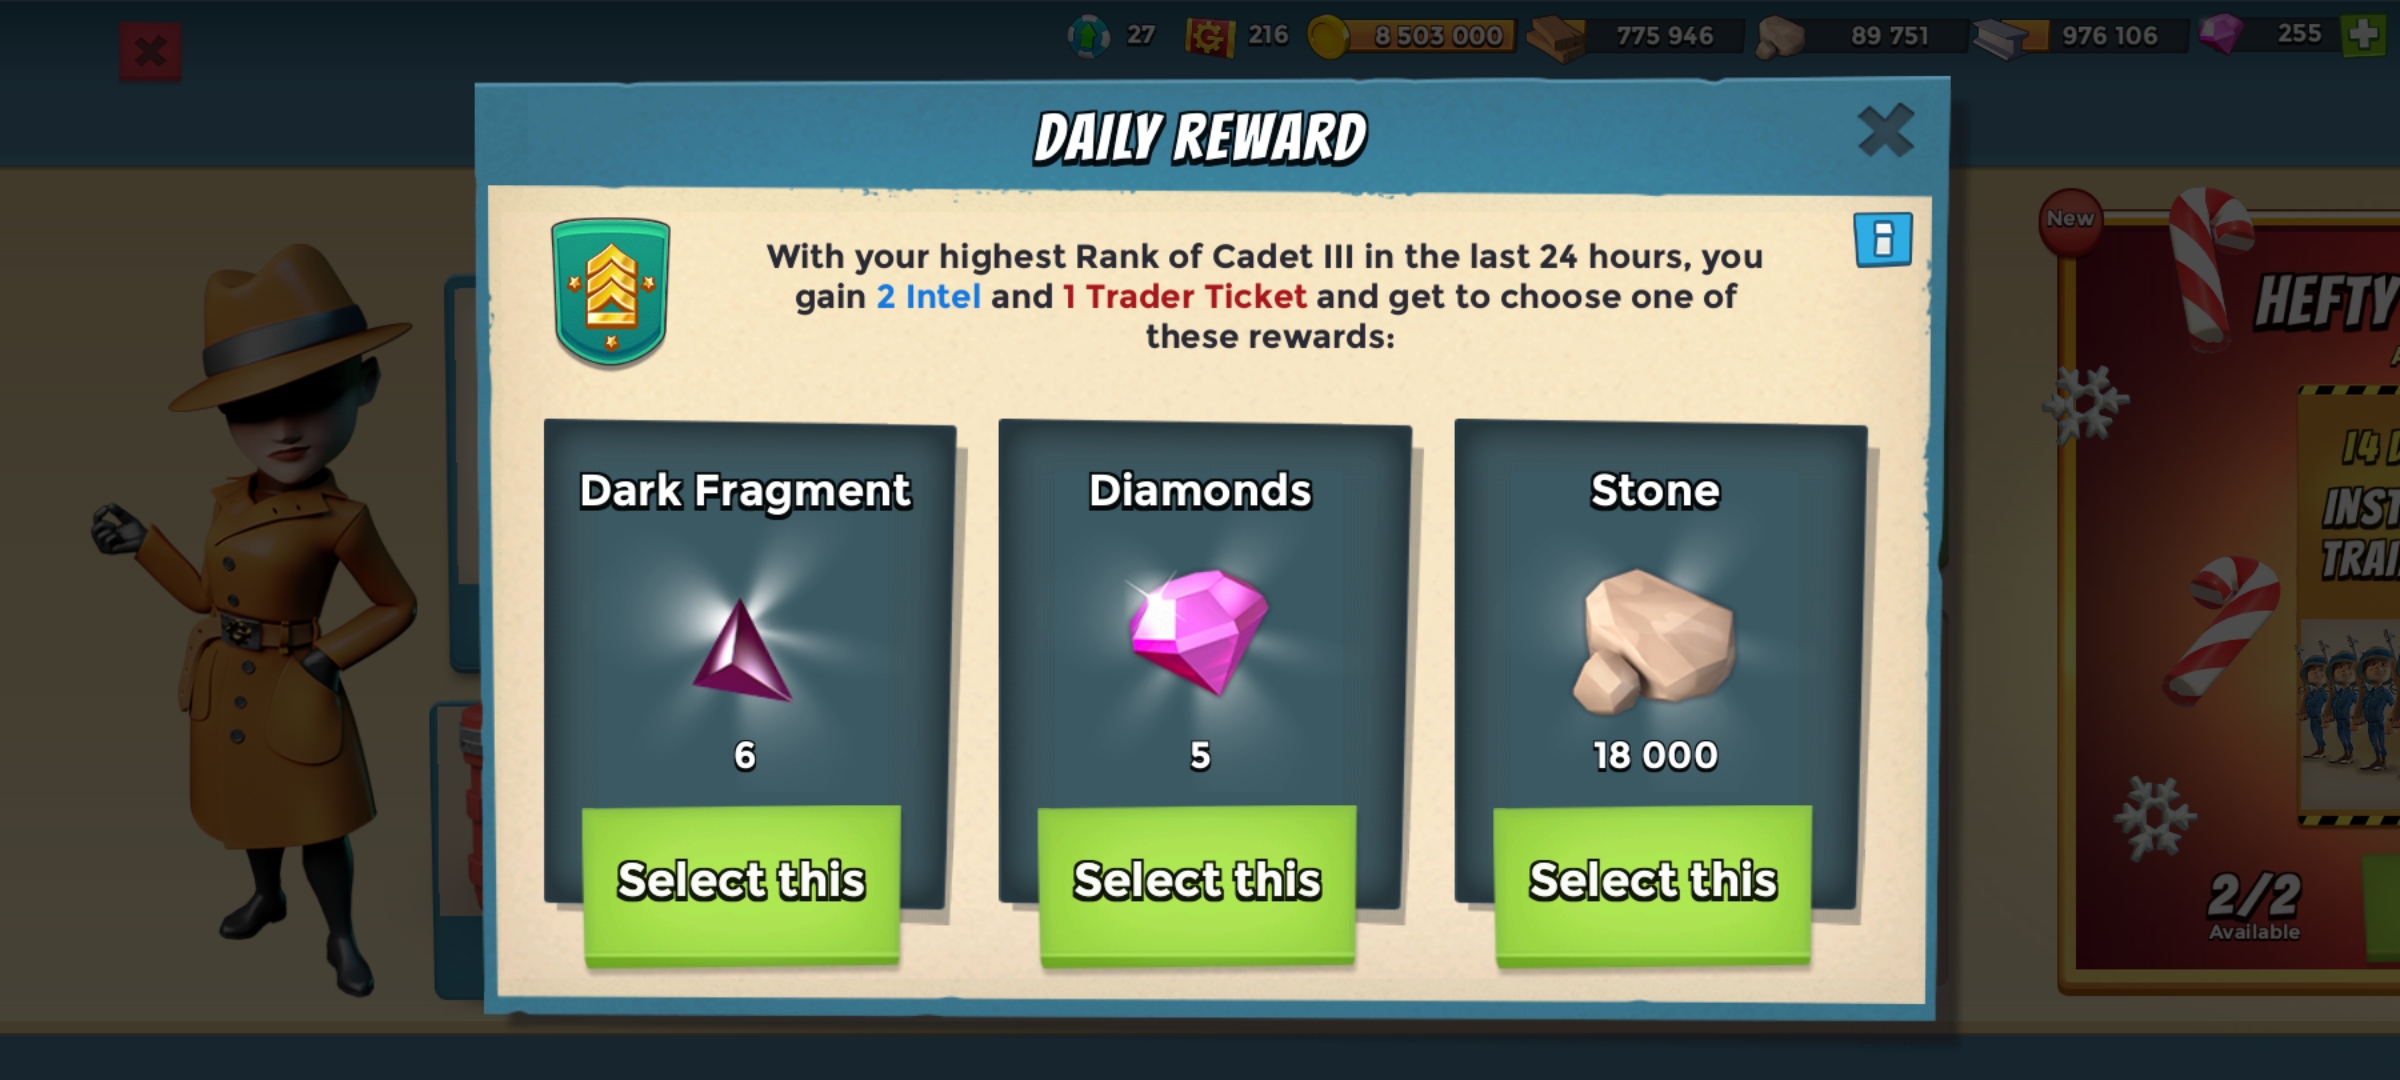 27 216 8 503 000 775 946 89 751 976 106 255
DAILY REWARD
With your highest Rank of Cadet III in the last 24 hours, you
gain 2 Intel and 1 Trader Ticket and get to choose one of
these rewards:
Dark Fragment
6
Select this
Diamonds
5
Select this
Stone
18 000
Select this
New
HEFTY
14 D
INST
TRAI
2/2
Available